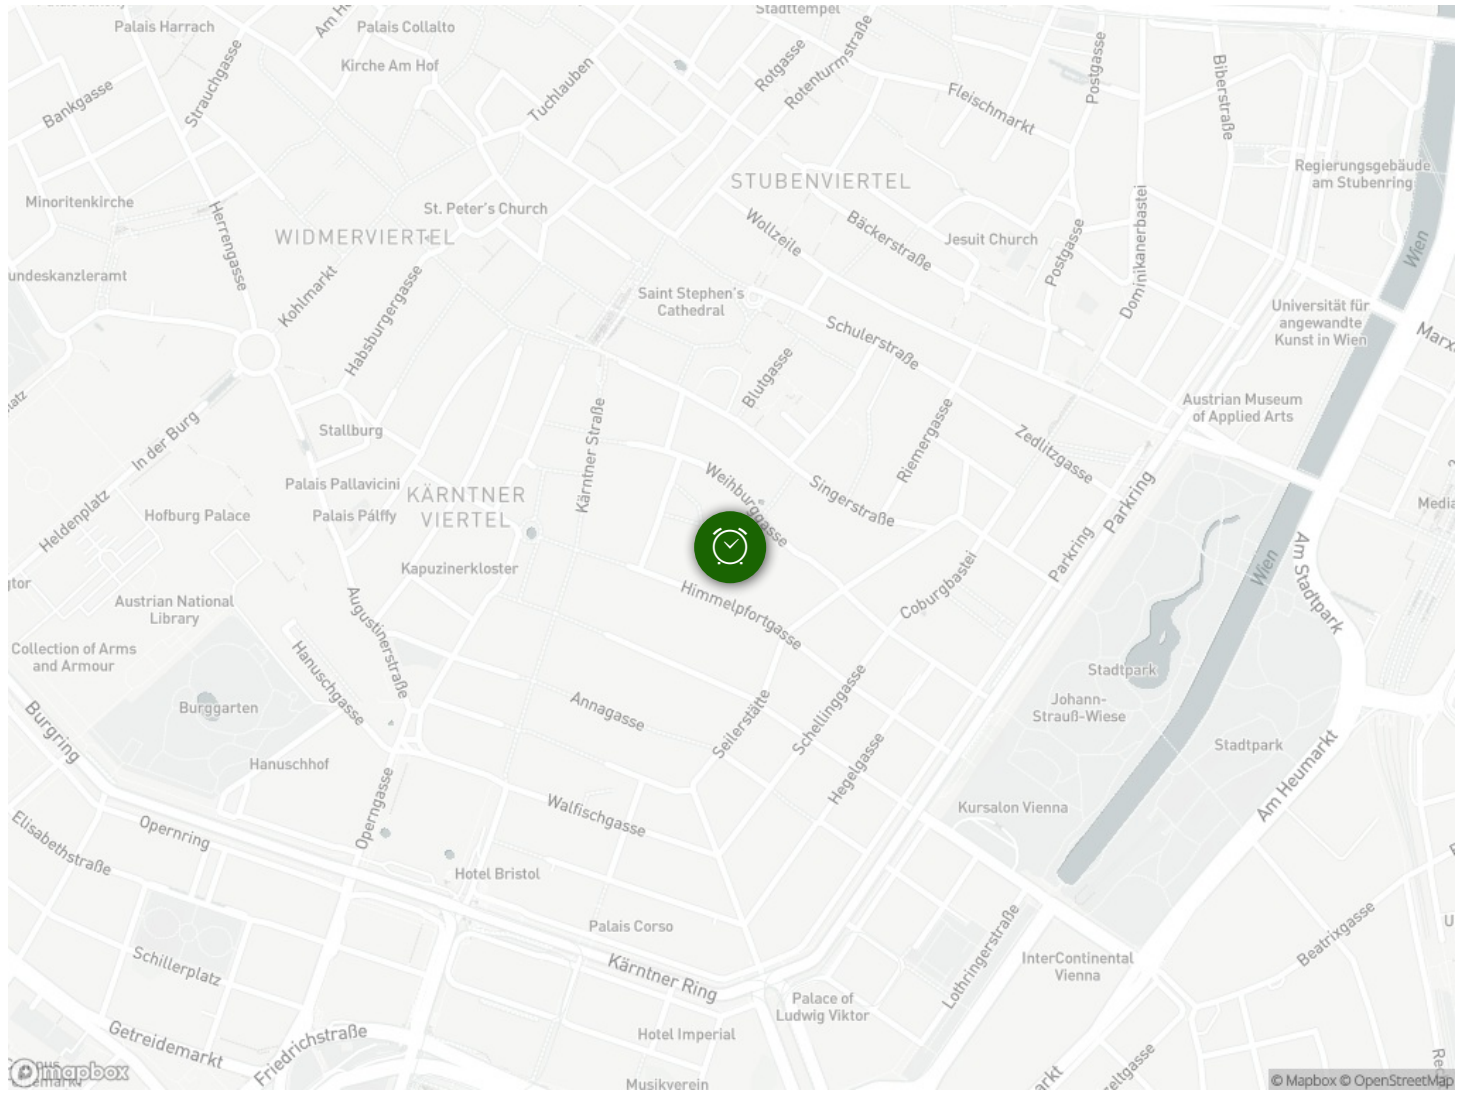 Stadttempel
Palais Harrach
Palais Collalto
Kirche Am Hof
Strauchgasse
Bankgasse
Tuchlauben
Rotgasse
Rotenturmstraße
Fleischmarkt
Postgasse
Biberstraße
Regierungsgebäude
am Stubenring
STUBENVIERTEL
Minoritenkirche
St. Peter's Church
WIDMERVIERTEL
Herrengasse
Wollzeile
Bäckerstraße
Jesuit Church
Postgasse
Dominikanerbastei
Wien
undeskanzleramt
Kohlmarkt
Habsburgergasse
Saint Stephen's
Cathedral
Schulerstraße
Universität für
angewandte
Kunst in Wien
Marx
Blutgasse
Austrian Museum
of Applied Arts
In der Burg
Stallburg
Kärntner Straße
Riemergasse
Zedlitzgasse
Palais Pallavicini
KÄRNTNER
VIERTEL
Weihburggasse
Singerstraße
Parkring
Media
Heldenplatz
Hofburg Palace
Palais Pálffy
Kapuzinerkloster
Parkring
Wien
Am Stadtpark
gtor
Austrian National
Library
Augustinerstraße
Himmelpfortgasse
Coburgbastei
Collection of Arms
and Armour
Hanuschgasse
Stadtpark
Burggarten
Annagasse
Seilerstätte
Schellinggasse
Johann-
Strauß-Wiese
Burgring
Hanuschhof
Hegelgasse
Stadtpark
Am Heumarkt
Operngasse
Walfischgasse
Kursalon Vienna
Opernring
Elisabethstraße
Hotel Bristol
Palais Corso
Lothringerstraße
Beatrixgasse
Schillerplatz
Kärntner Ring
InterContinental
Vienna
Palace of
Ludwig Viktor
Getreidemarkt
Friedrichstraße
Hotel Imperial
Musikverein
mapbox
© Mapbox © OpenStreetMap